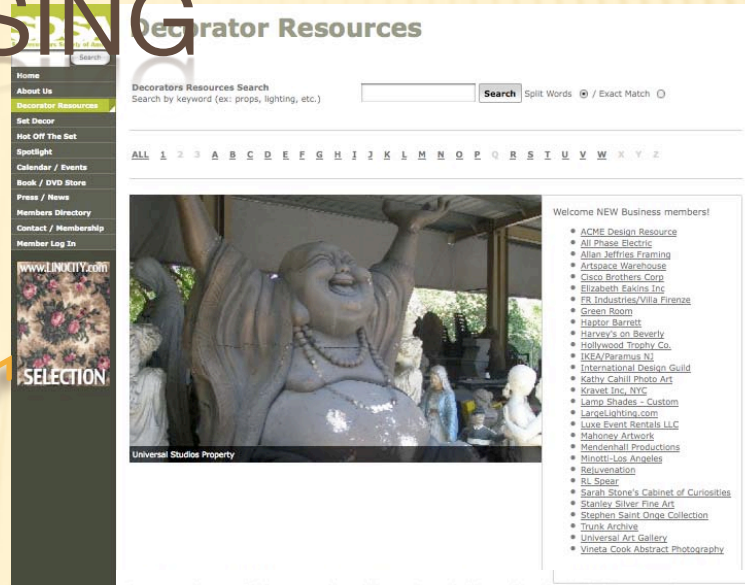 SING
Decorator Resources
Search
Home
About Us
Decorator Resources
Set Decor
Hot Off The Set
Spotlight
Calendar / Events
Book / DVD Store
Press / News
Members Directory
Contact / Membership
Member Log In
www.LINOCITY.com
SELECTION
Decorators Resources Search
Search by keyword (ex: props, lighting, etc.)
Search Split Words / Exact Match
ALL 1 2 3 A B C D E F G H I J K L M N O P Q R S T U V W X Y Z
Universal Studios Property
Welcome NEW Business members!
ACME Design Resource
All Phase Electric
Allan Jeffries Framing
Artspace Warehouse
Cisco Brothers Corp
Elizabeth Eakins Inc
FR Industries/Villa Firenze
Green Room
Haptor Barrett
Harvey's on Beverly
Hollywood Trophy Co.
IKEA/Paramus NJ
International Design Guild
Kathy Cahill Photo Art
Kravet Inc, NYC
Lamp Shades - Custom
LargeLighting.com
Luxe Event Rentals LLC
Mahoney Artwork
Mendenhall Productions
Minotti-Los Angeles
Rejuvenation
RL Spear
Sarah Stone's Cabinet of Curiosities
Stanley Silver Fine Art
Stephen Saint Onge Collection
Trunk Archive
Universal Art Gallery
Vineta Cook Abstract Photography